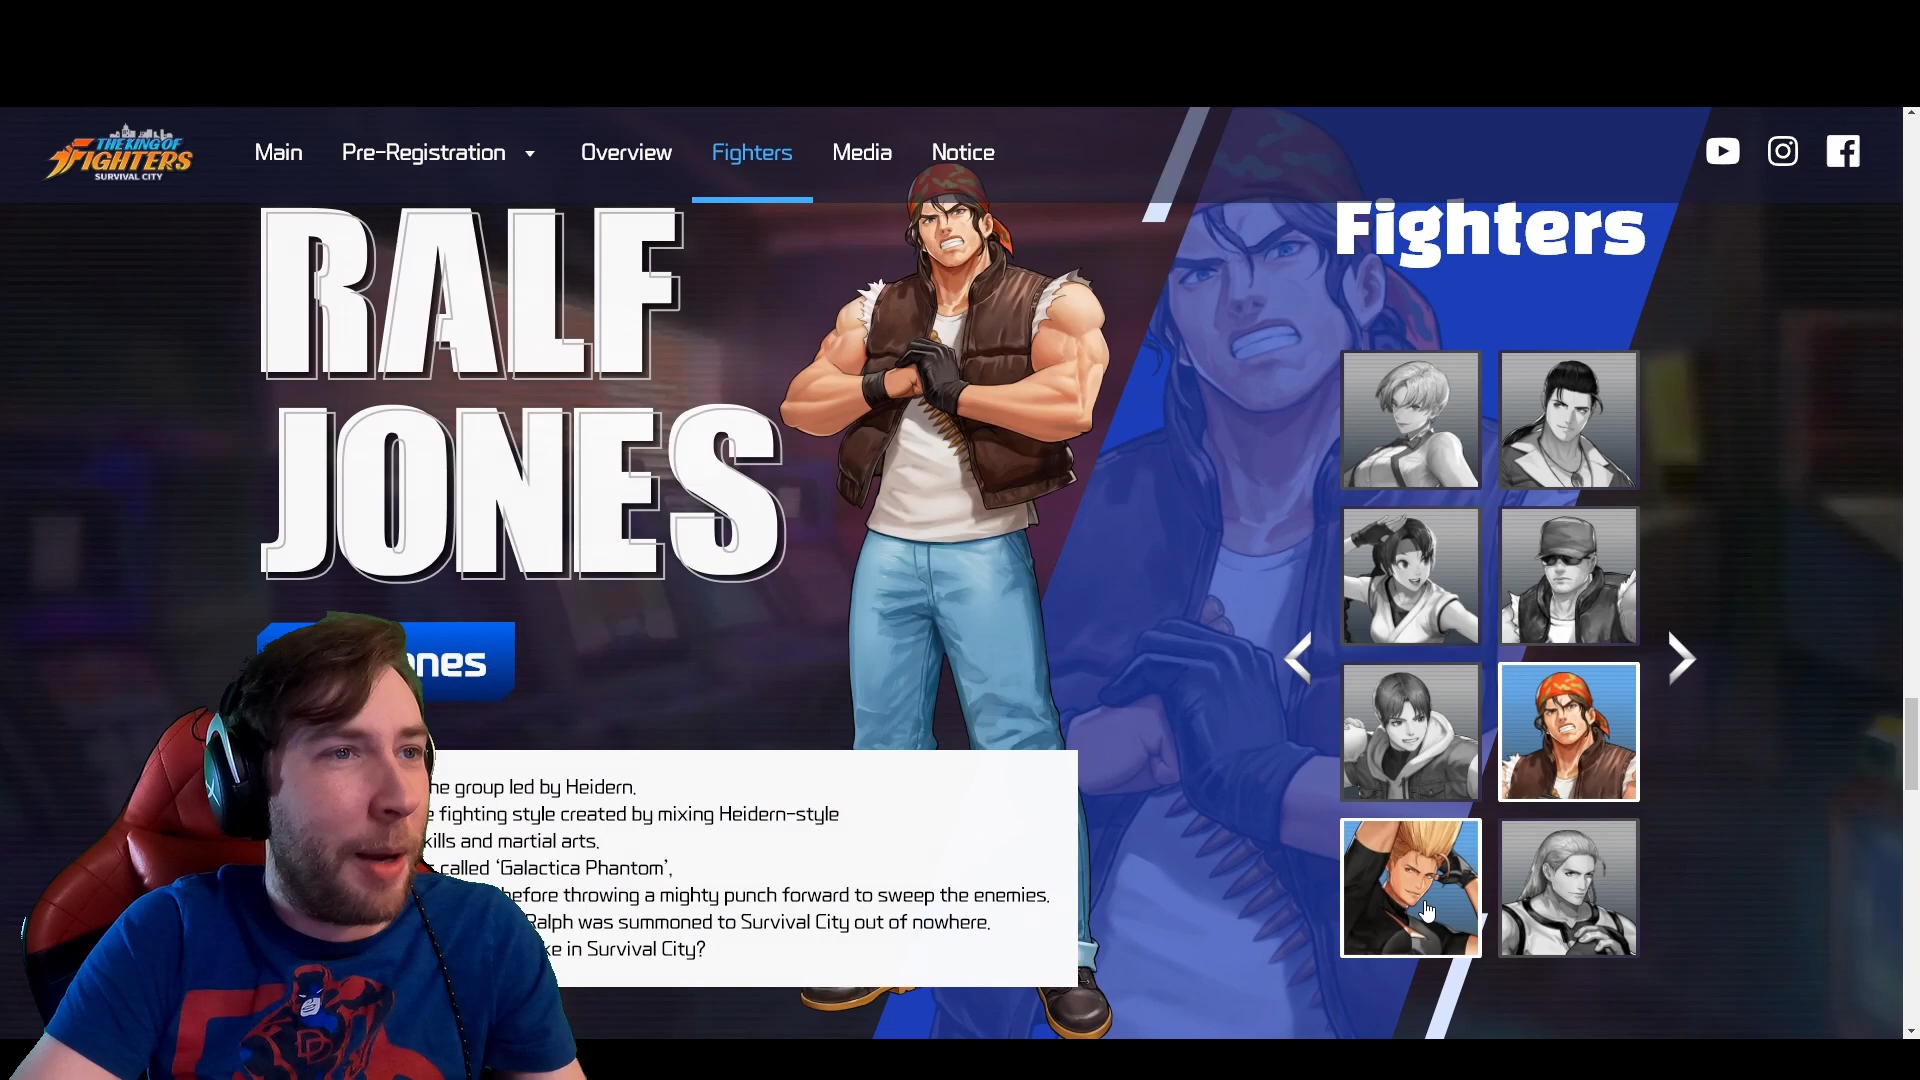 THE KING OF
FIGHTERS
SURVIVAL CITY
Main
Pre-Registration
Overview
Fighters
Media
Notice
RALF
JONES
Fighters
he group led by Heidern.
fighting style created by mixing Heidern-style
kills and martial arts.
called ‘Galactica Phantom’,
before throwing a mighty punch forward to sweep the enemies.
Ralph was summoned to Survival City out of nowhere.
ke in Survival City?
DD